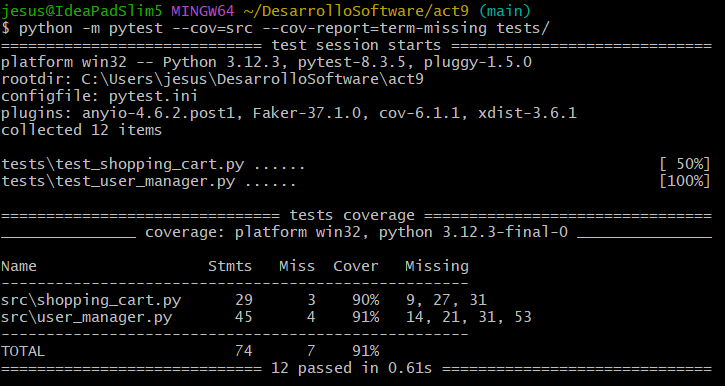 jesus@IdeaPadSlim5 MINGW64 ~/DesarrolloSoftware/act9 (main)
$ python -m pytest --cov=src --cov-report=term-missing tests/
============================= test session starts =============================
platform win32 -- Python 3.12.3, pytest-8.3.5, pluggy-1.5.0
rootdir: C:\Users\jesus\DesarrolloSoftware\act9
configfile: pytest.ini
plugins: anyio-4.6.2.post1, Faker-37.1.0, cov-6.1.1, xdist-3.6.1
collected 12 items

tests\test_shopping_cart.py ......                                       [ 50%]
tests\test_user_manager.py ......                                        [100%]

=============================== tests coverage ================================
_______________ coverage: platform win32, python 3.12.3-final-0 _______________

Name                   Stmts   Miss  Cover   Missing
----------------------------------------------------
src\shopping_cart.py      29      3    90%   9, 27, 31
src\user_manager.py       45      4    91%   14, 21, 31, 53
----------------------------------------------------
TOTAL                     74      7    91%
============================= 12 passed in 0.61s ==============================